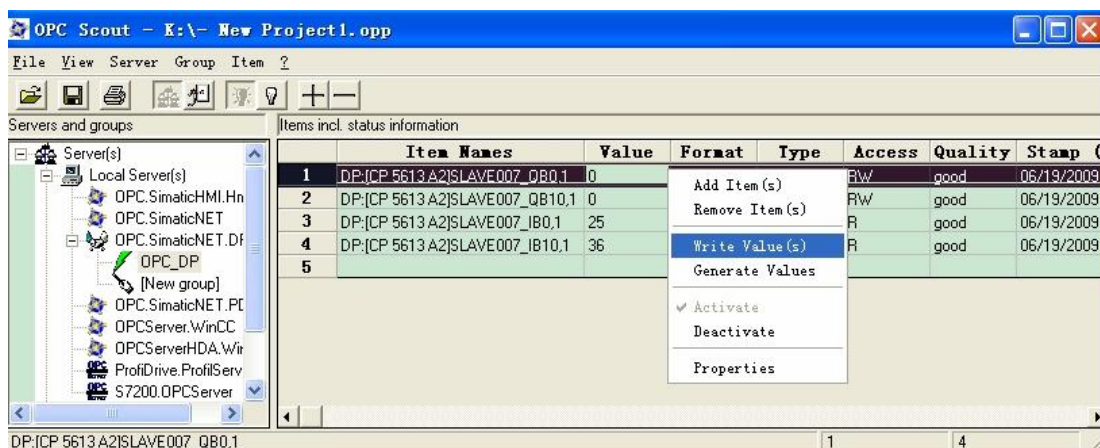 OPC Scout - K:\- New Project1.opp
File View Server Group Item ?
Servers and groups
Items incl. status information
Server(s)
Local Server(s)
OPC.SimaticHMI.Hn
OPC.SimaticNET
OPC.SimaticNET.DF
OPC_DP
[New group]
OPC.SimaticNET.PD
OPCServer.WinCC
OPCServerHDA.Wir
ProfiDrive.ProfilServ
S7200.OPCServer
Item Names Value Format Type Access Quality Stamp (
1 DP:[CP 5613 A2]SLAVE007_QB0,1 0 RW good 06/19/2009
2 DP:[CP 5613 A2]SLAVE007_QB10,1 0 RW good 06/19/2009
3 DP:[CP 5613 A2]SLAVE007_IB0,1 25 R good 06/19/2009
4 DP:[CP 5613 A2]SLAVE007_IB10,1 36 R good 06/19/2009
5
Add Item(s)
Remove Item(s)
Write Value(s)
Generate Values
Activate
Deactivate
Properties
DP:[CP 5613 A2]SLAVE007_QB0,1 1 4